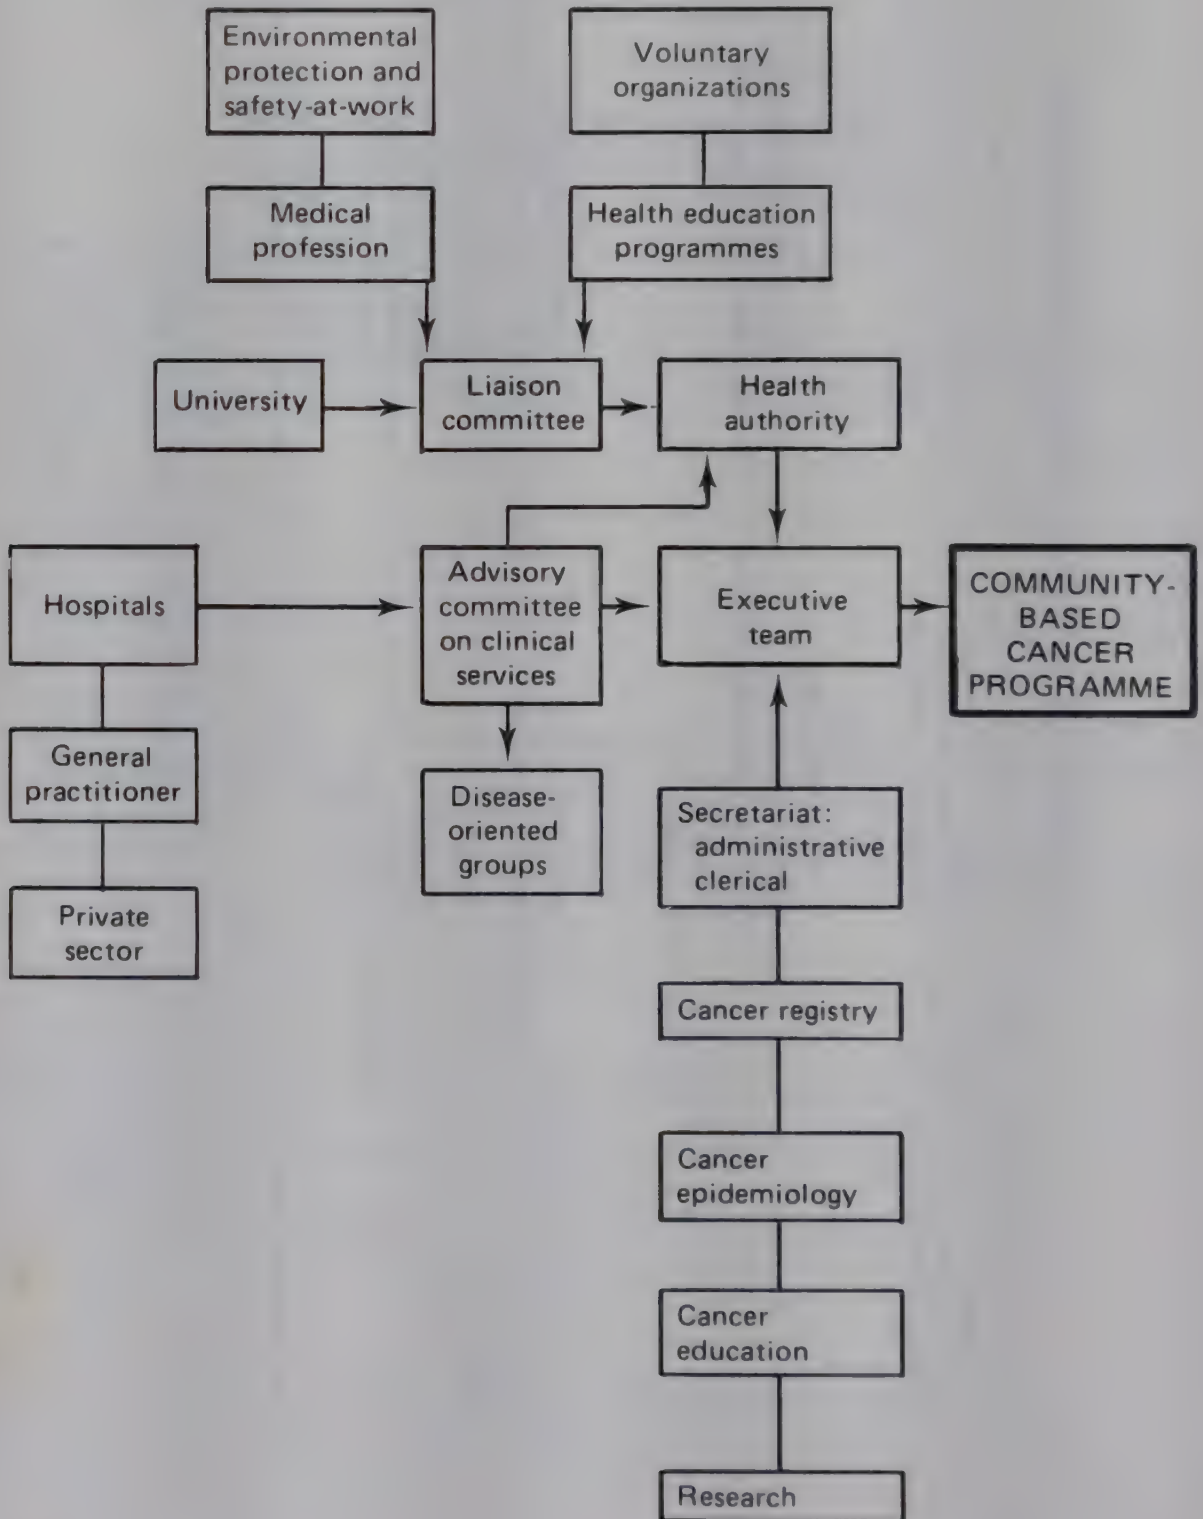 Environmental
protection and
safety-at-work
Voluntary
organizations
Medical
profession
Health education
programmes
University
Liaison
committee
Health
authority
Hospitals
Advisory
committee
on clinical
services
Executive
team
COMMUNITY-
BASED
CANCER
PROGRAMME
General
practitioner
Disease-
oriented
groups
Secretariat:
administrative
clerical
Private
sector
Cancer registry
Cancer
epidemiology
Cancer
education
Research